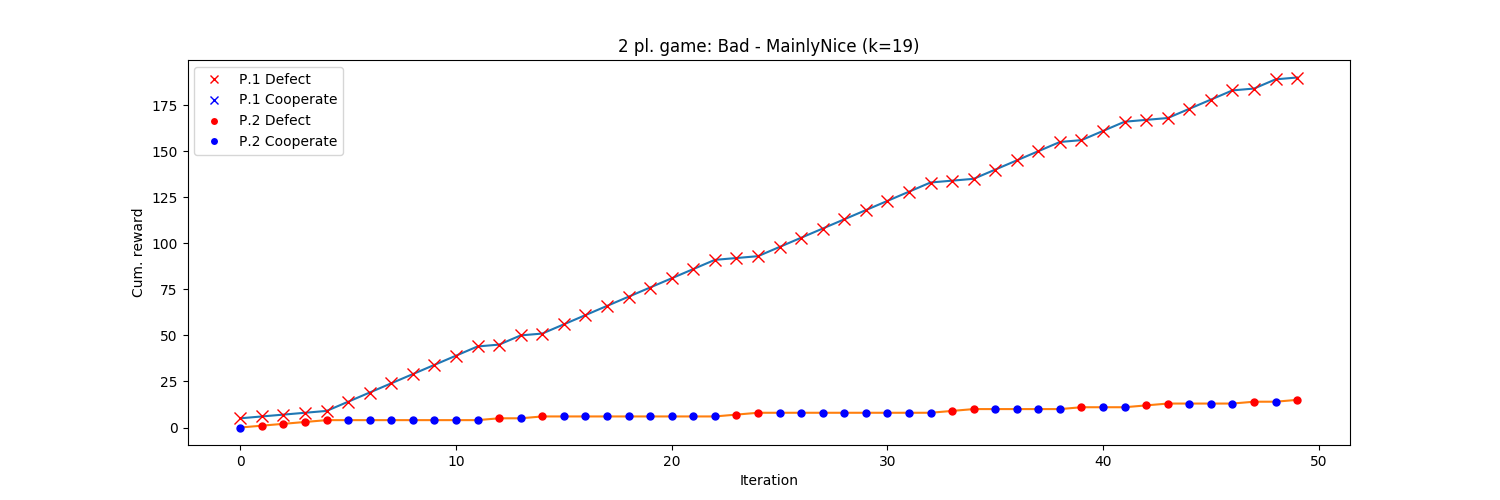 2 pl. game: Bad - MainlyNice (k=19)
P.1 Defect
P.1 Cooperate
P.2 Defect
P.2 Cooperate
175
150
125
100
75
50
25
0
Cum. reward
0 10 20 30 40 50
Iteration